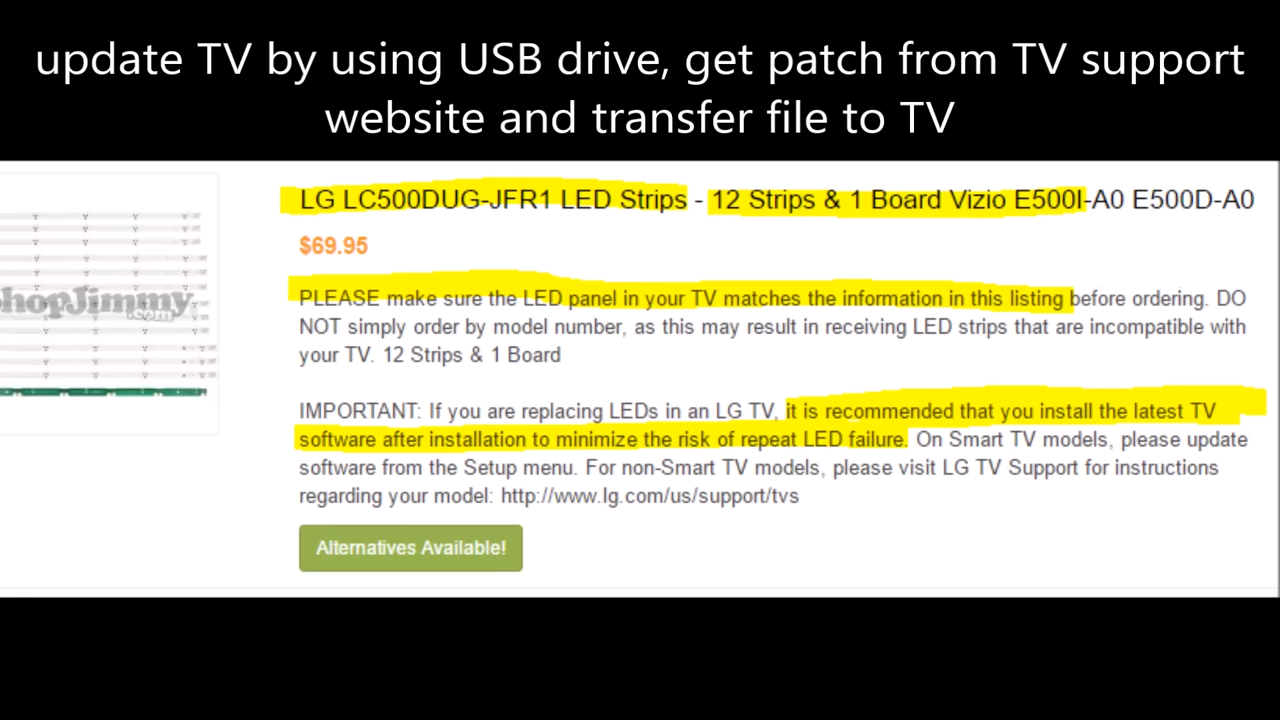 update TV by using USB drive, get patch from TV support
website and transfer file to TV
LG LC500DUG-JFR1 LED Strips - 12 Strips & 1 Board Vizio E500I-A0 E500D-A0
$69.95
PLEASE make sure the LED panel in your TV matches the information in this listing before ordering. DO
NOT simply order by model number, as this may result in receiving LED strips that are incompatible with
your TV. 12 Strips & 1 Board
hopJimmy
.com
IMPORTANT: If you are replacing LEDs in an LG TV, it is recommended that you install the latest TV
software after installation to minimize the risk of repeat LED failure. On Smart TV models, please update
software from the Setup menu. For non-Smart TV models, please visit LG TV Support for instructions
regarding your model: http://www.lg.com/us/support/tvs
Alternatives Available!